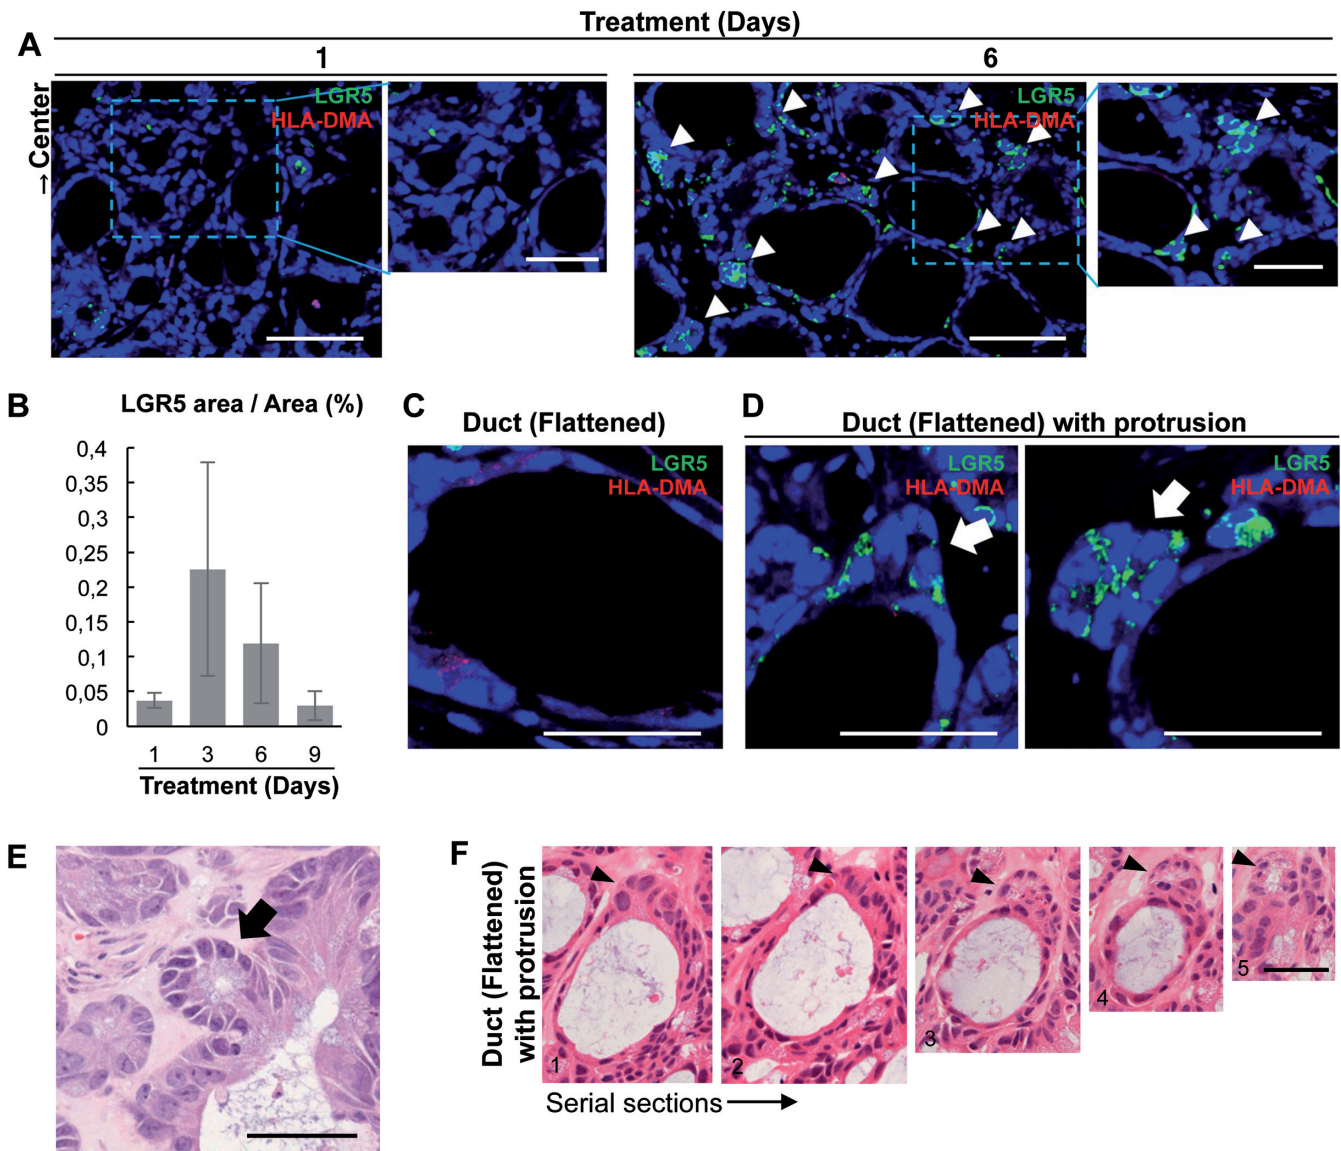 Treatment (Days)
A
1
6
→ Center
LGR5
HLA-DMA
LGR5
HLA-DMA
B
LGR5 area / Area (%)
0,4
0,35
0,3
0,25
0,2
0,15
0,1
0,05
0
1 3 6 9
Treatment (Days)
C
Duct (Flattened)
LGR5
HLA-DMA
D
Duct (Flattened) with protrusion
LGR5
HLA-DMA
LGR5
HLA-DMA
E
F
Duct (Flattened)
with protrusion
1
2
3
4
5
Serial sections